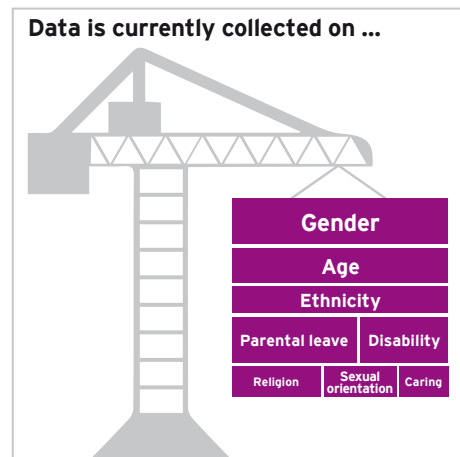 Data is currently collected on ...
Gender
Age
Ethnicity
Parental leave
Disability
Religion
Sexual
orientation
Caring